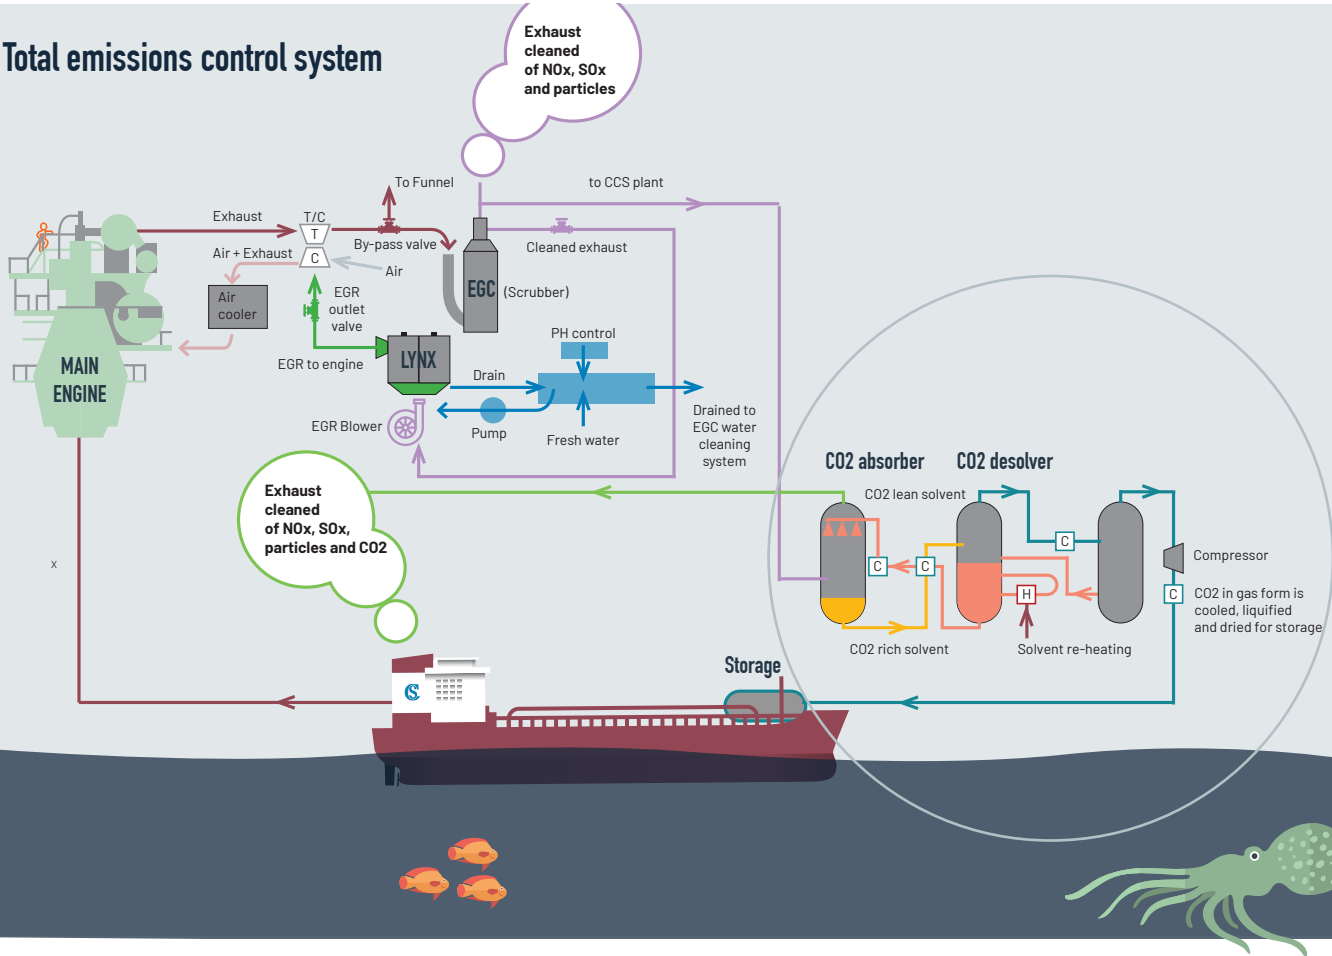 Exhaust
cleaned
of NOx, SOx
and particles
Total emissions control system
To Funnel
to CCS plant
Exhaust
T/C
T
By-pass valve
Cleaned exhaust
Air + Exhaust
C
Air
EGR
outlet
valve
Air
cooler
EGC
(Scrubber)
PH control
LYNX
EGR to engine
MAIN
ENGINE
Drain
Pump
Fresh water
EGR Blower
Drained to
EGC water
cleaning
system
CO2 absorber
CO2 desolver
CO2 lean solvent
Exhaust
cleaned
of NOx, SOx,
particles and CO2
x
C
C
C
H
Compressor
C
CO2 in gas form is
cooled, liquified
and dried for storage
CO2 rich solvent
Solvent re-heating
Storage
CS